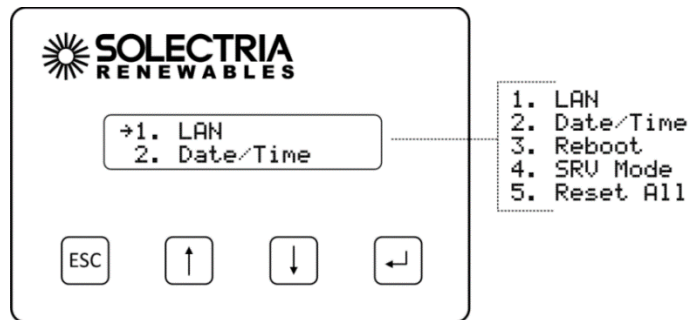 SOLECTRIA
RENEWABLES
→1. LAN
2. Date/Time
ESC
↑
↓
↵
1. LAN
2. Date/Time
3. Reboot
4. SRV Mode
5. Reset All